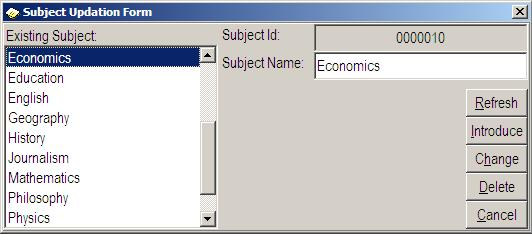 Subject Updation Form
Existing Subject:
Economics
Education
English
Geography
History
Journalism
Mathematics
Philosophy
Physics
Subject Id: 0000010
Subject Name: Economics
Refresh
Introduce
Change
Delete
Cancel